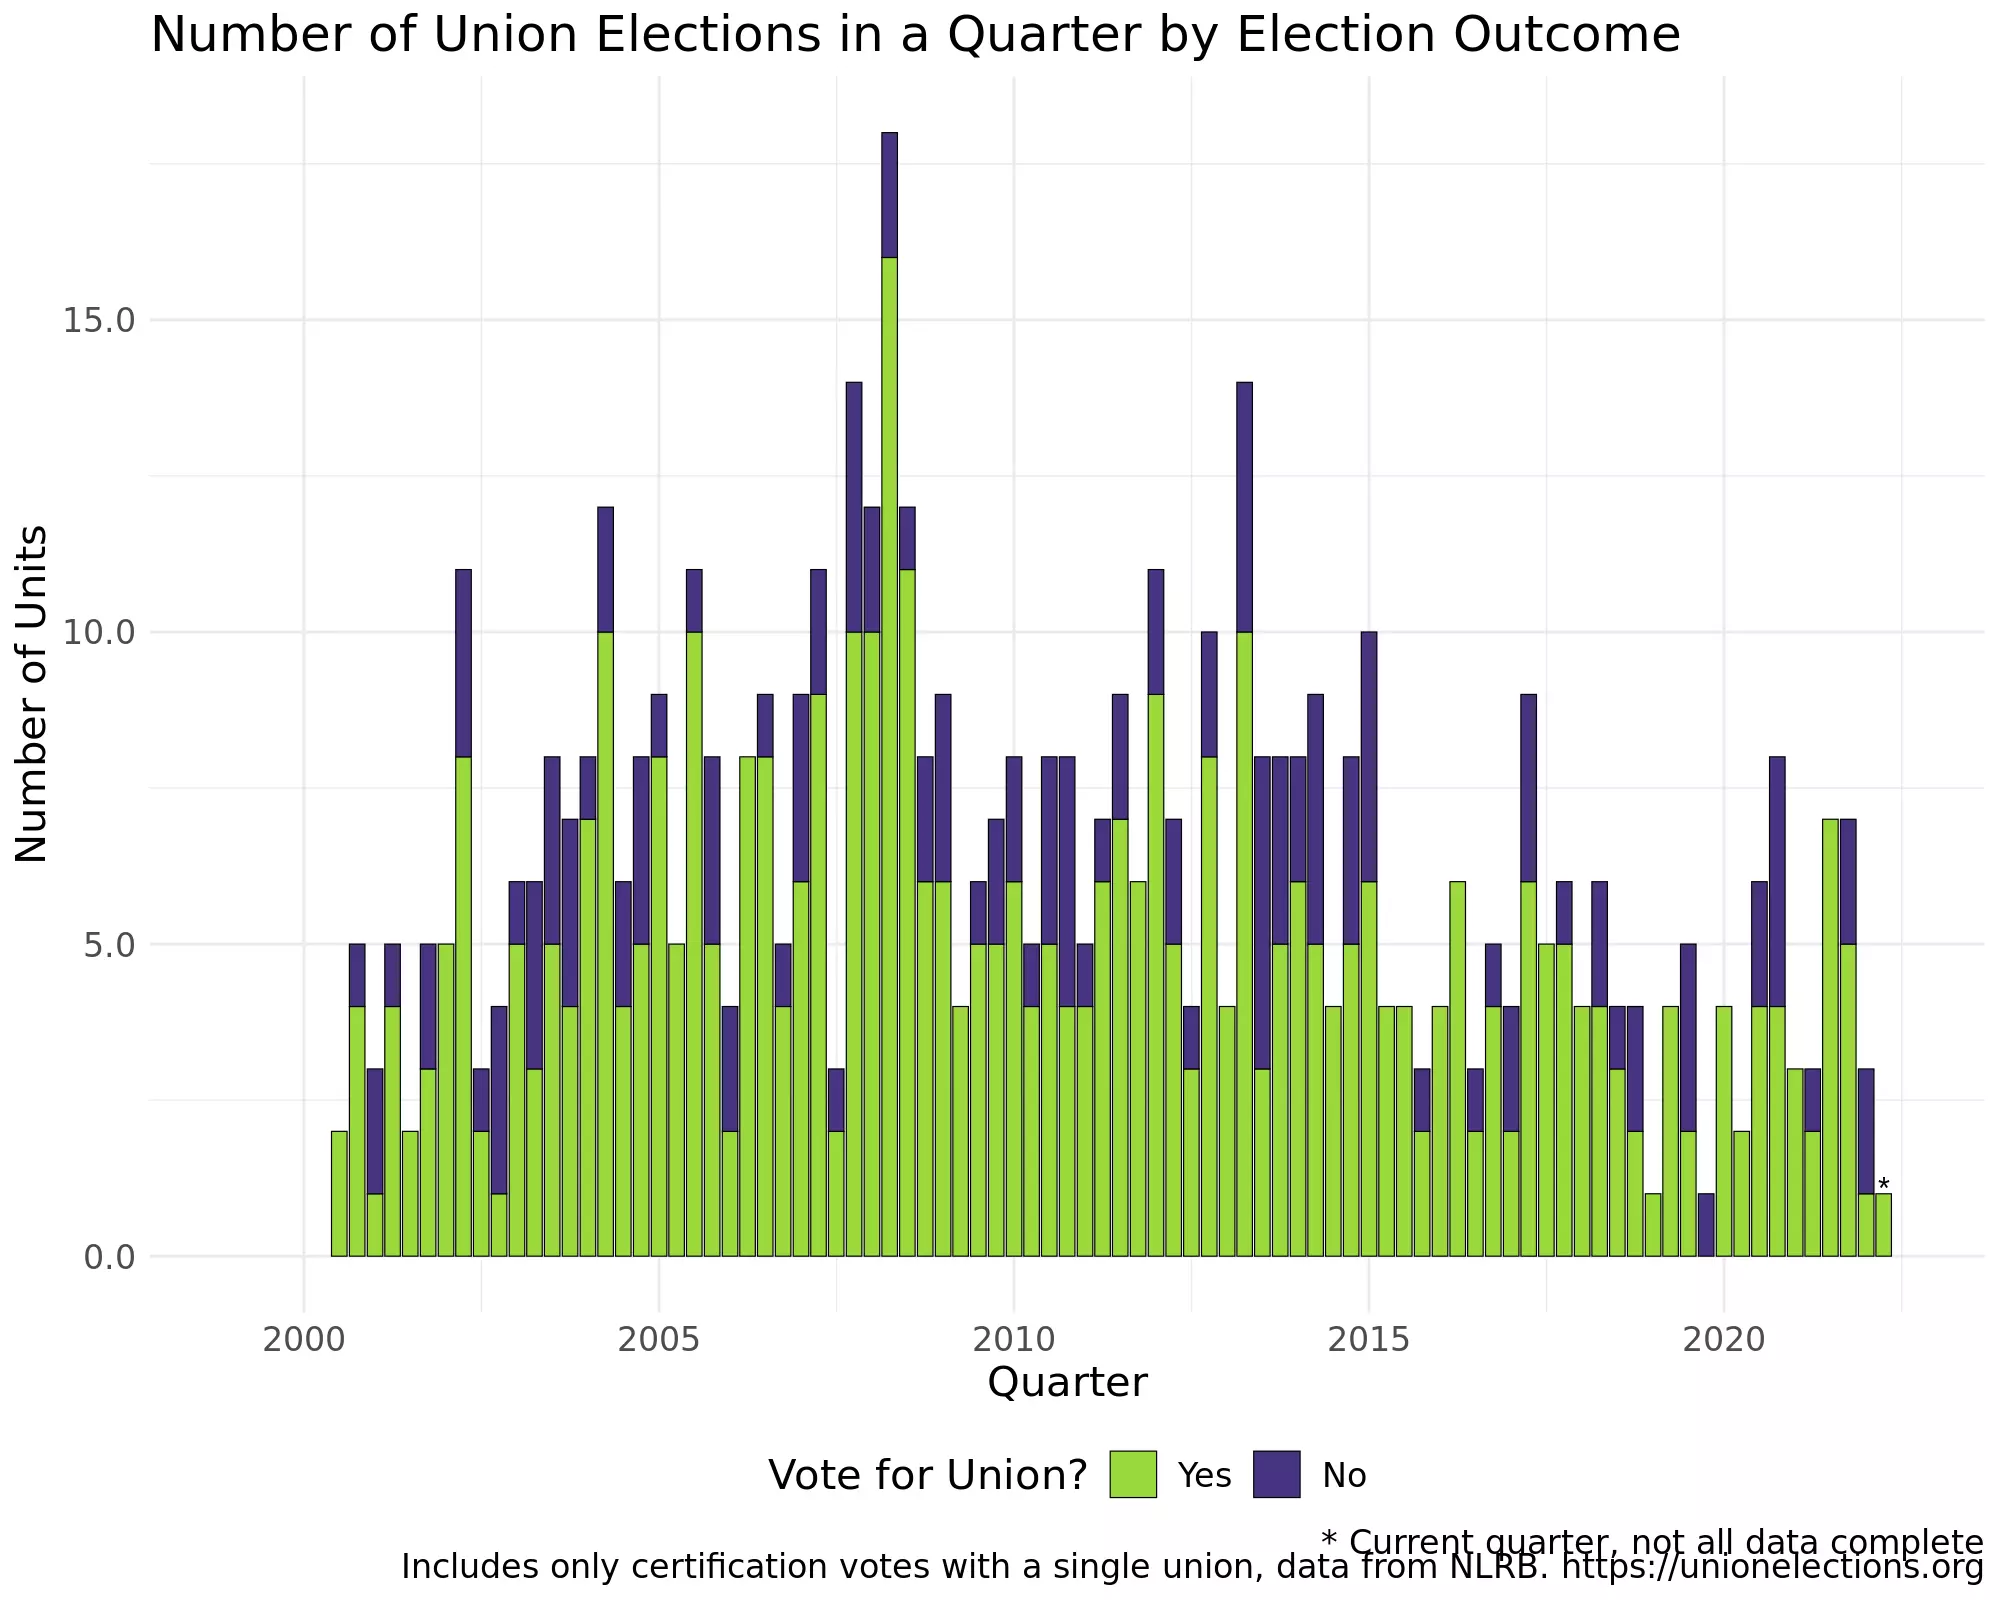 Number of Union Elections in a Quarter by Election Outcome
Number of Units
15.0
10.0
5.0
0.0
*
2000 2005 2010 2015 2020
Quarter
Vote for Union? Yes No
* Current quarter, not all data complete
Includes only certification votes with a single union, data from NLRB. https://unionelections.org